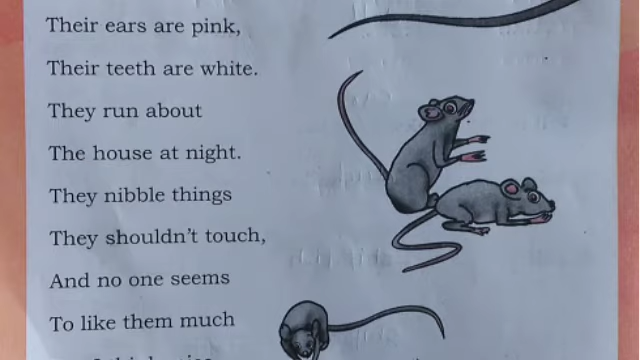 Their ears are pink,
Their teeth are white.
They run about
The house at night.
They nibble things
They shouldn't touch,
And no one seems
To like them much